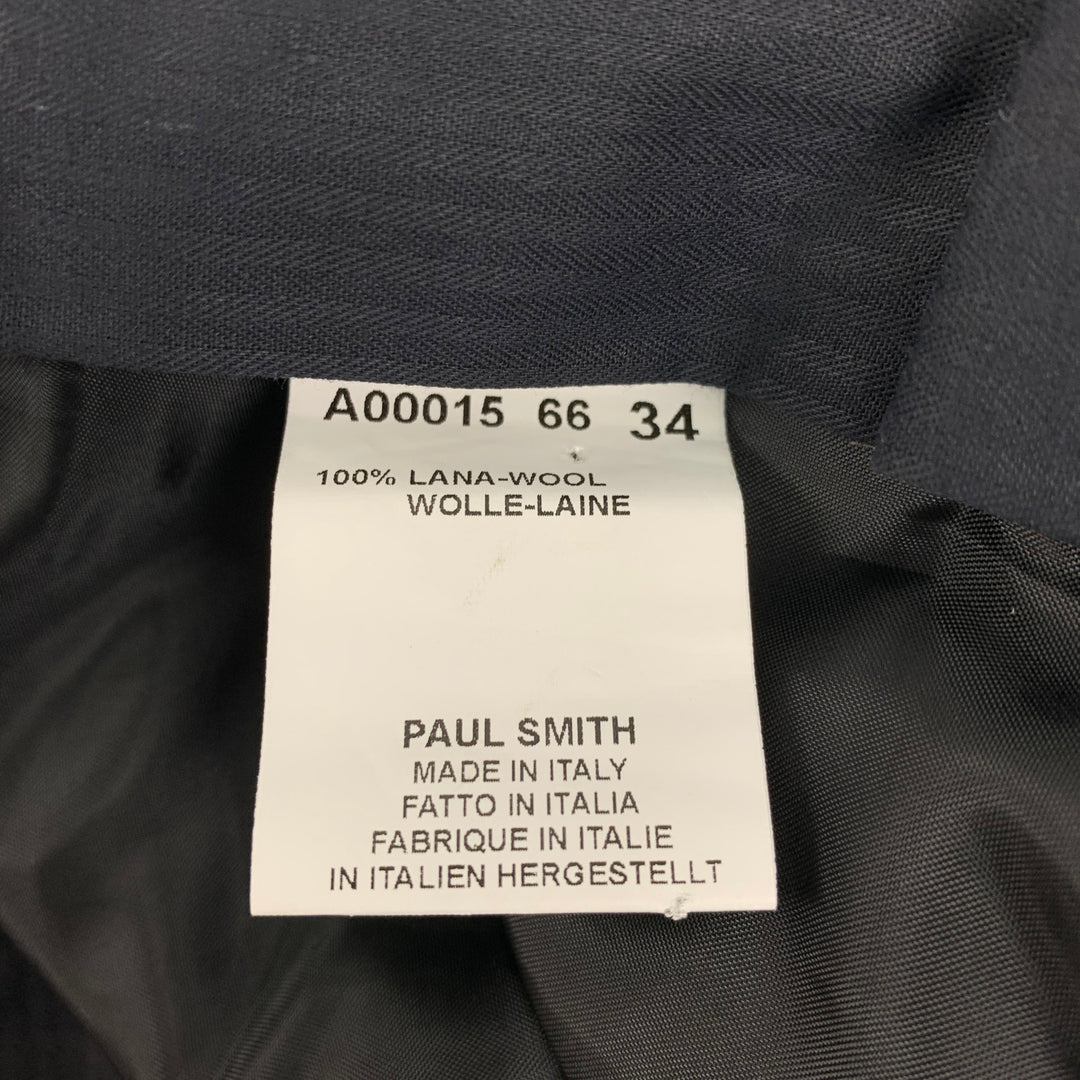 A00015 66 34
100% LANA-WOOL
WOLLE-LAINE
PAUL SMITH
MADE IN ITALY
FATTO IN ITALIA
FABRIQUE IN ITALIE
IN ITALIEN HERGESTELLT